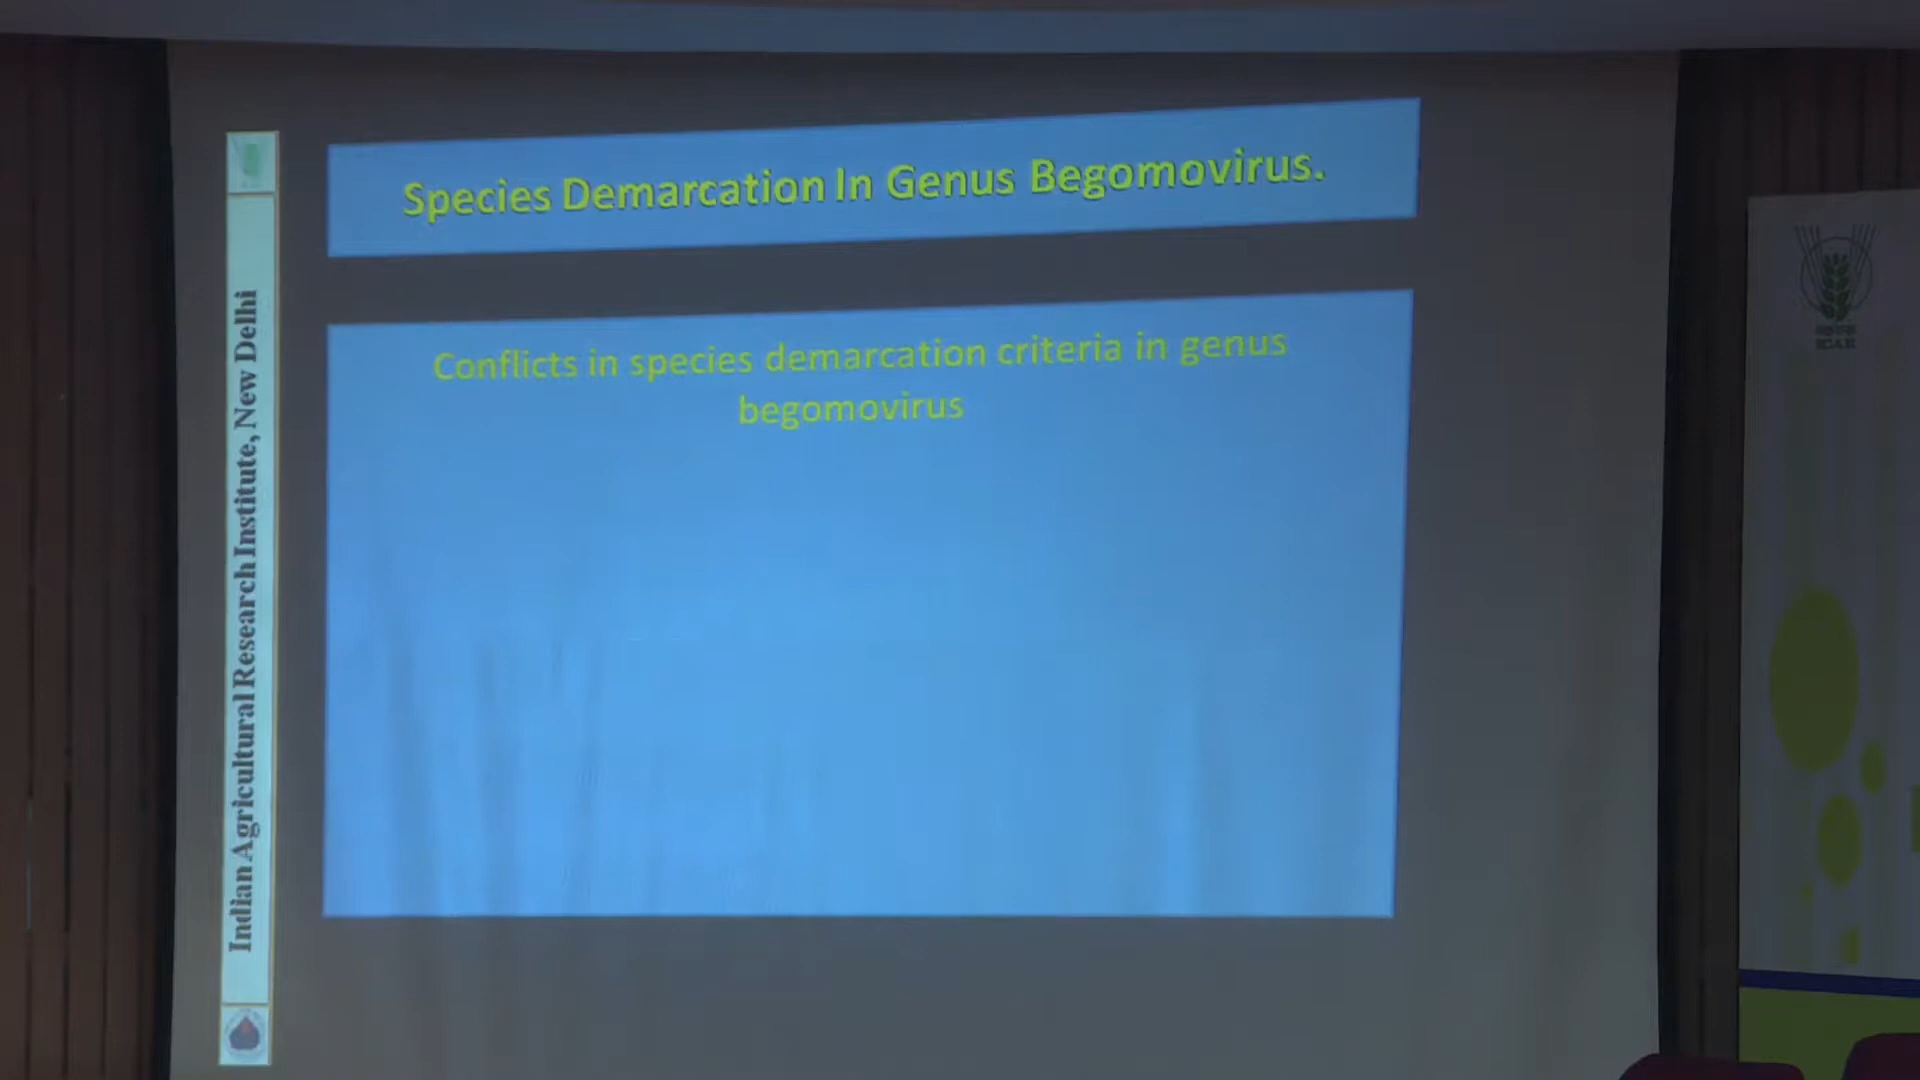 Species Demarcation In Genus Begomovirus.
Conflicts in species demarcation criteria in genus
begomovirus
Indian Agricultural Research Institute, New Delhi
ICAR